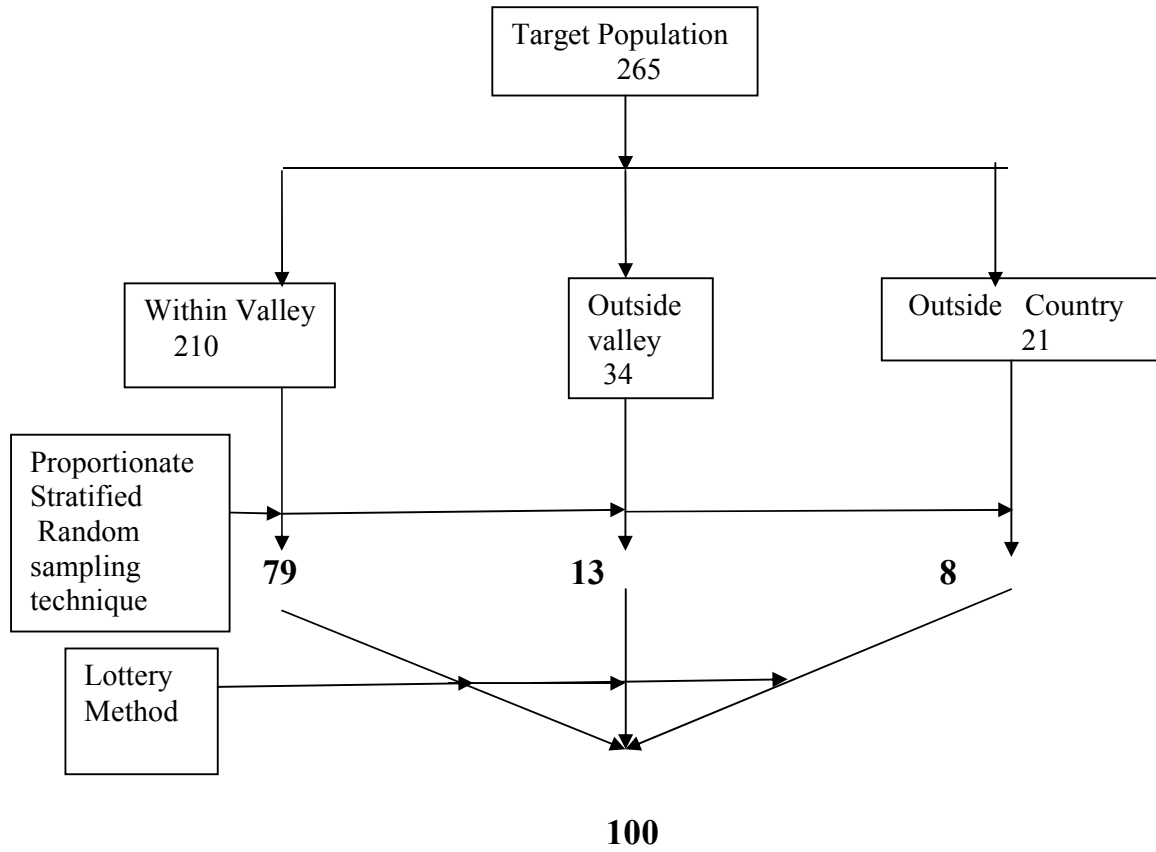 Target Population
265
Within Valley
210
Outside
valley
34
Outside Country
21
Proportionate
Stratified
Random
sampling
technique
79
13
8
Lottery
Method
100